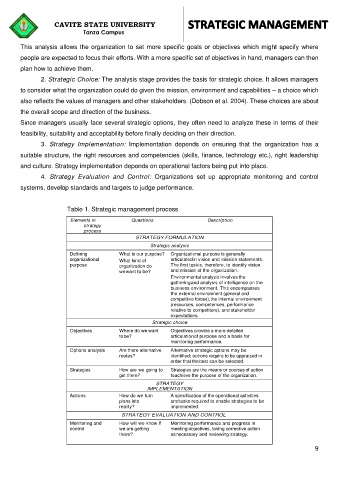 CAVITE STATE UNIVERSITY
Tanza Campus
STRATEGIC MANAGEMENT
This analysis allows the organization to set more specific goals or objectives which might specify where
people are expected to focus their efforts. With a more specific set of objectives in hand, managers can then
plan how to achieve them.
2. Strategic Choice: The analysis stage provides the basis for strategic choice. It allows managers
to consider what the organization could do given the mission, environment and capabilities – a choice which
also reflects the values of managers and other stakeholders. (Dobson et al. 2004). These choices are about
the overall scope and direction of the business.
Since managers usually face several strategic options, they often need to analyze these in terms of their
feasibility, suitability and acceptability before finally deciding on their direction.
3. Strategy Implementation: Implementation depends on ensuring that the organization has a
suitable structure, the right resources and competences (skills, finance, technology etc.), right leadership
and culture. Strategy implementation depends on operational factors being put into place.
4. Strategy Evaluation and Control: Organizations set up appropriate monitoring and control
systems, develop standards and targets to judge performance.
Table 1. Strategic management process
Elements in strategy process
Questions
Description
STRATEGY FORMULATION
Strategic analysis
Defining organizational purpose
What is our purpose?
What kind of
organization do
we want to be?
Organizational purpose is generally
articulated in vision and mission statements.
The first task is, therefore, to identify vision
and mission of the organization.
Environmental analysis involves the
gathering and analysis of intelligence on the
business environment. This encompasses
the external environment (general and
competitive forces), the internal environment
(resources, competences, performance
relative to competitors), and stakeholder
expectations.
Strategic choice
Objectives
Where do we want
to be?
Objectives provide a more detailed
articulation of purpose and a basis for
monitoring performance.
Options analysis
Are there alternative
routes?
Alternative strategic options may be
identified; options require to be appraised in
order that the best can be selected.
Strategies
How are we going to
get there?
Strategies are the means or courses of action
to achieve the purpose of the organization.
STRATEGY
IMPLEMENTATION
Actions
How do we turn
plans into
reality?
A specification of the operational activities
and tasks required to enable strategies to be
implemented.
STRATEGY EVALUATION AND CONTROL
Monitoring and
control
How will we know if
we are getting
there?
Monitoring performance and progress in
meeting objectives, taking corrective action
as necessary and reviewing strategy.
9